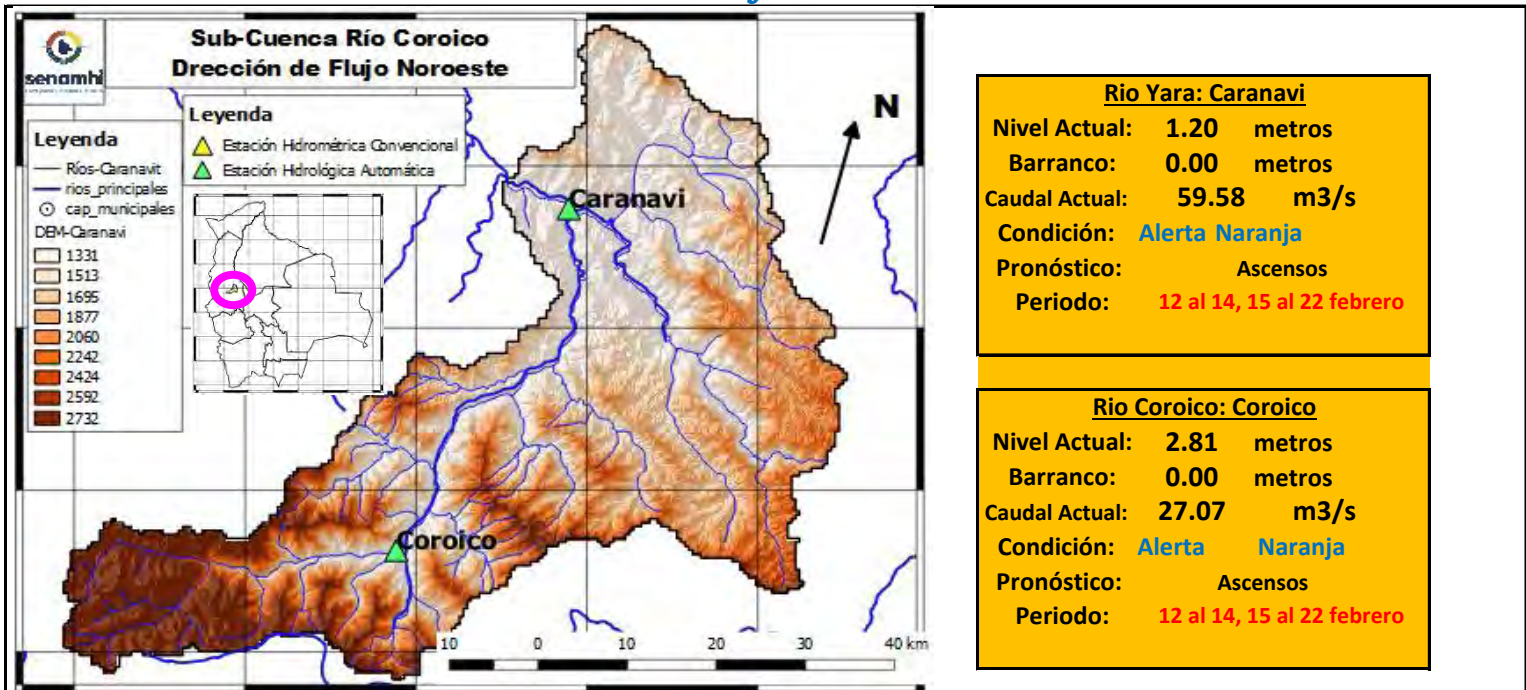 senamhi
Sub-Cuenca Río Coroico
Drección de Flujo Noroeste
Leyenda
Estación Hidrométrica Convencional
Estación Hidrológica Automática
Leyenda
Ríos-Caranavit
rios_principales
cap_municipales
DEM-Caranavi
1331
1513
1695
1877
2060
2242
2424
2592
2732
N
Caranavi
Coroico
10 0 10 20 30 40 km
Rio Yara: Caranavi
Nivel Actual: 1.20 metros
Barranco: 0.00 metros
Caudal Actual: 59.58 m3/s
Condición: Alerta Naranja
Pronóstico: Ascensos
Periodo: 12 al 14, 15 al 22 febrero
Rio Coroico: Coroico
Nivel Actual: 2.81 metros
Barranco: 0.00 metros
Caudal Actual: 27.07 m3/s
Condición: Alerta Naranja
Pronóstico: Ascensos
Periodo: 12 al 14, 15 al 22 febrero